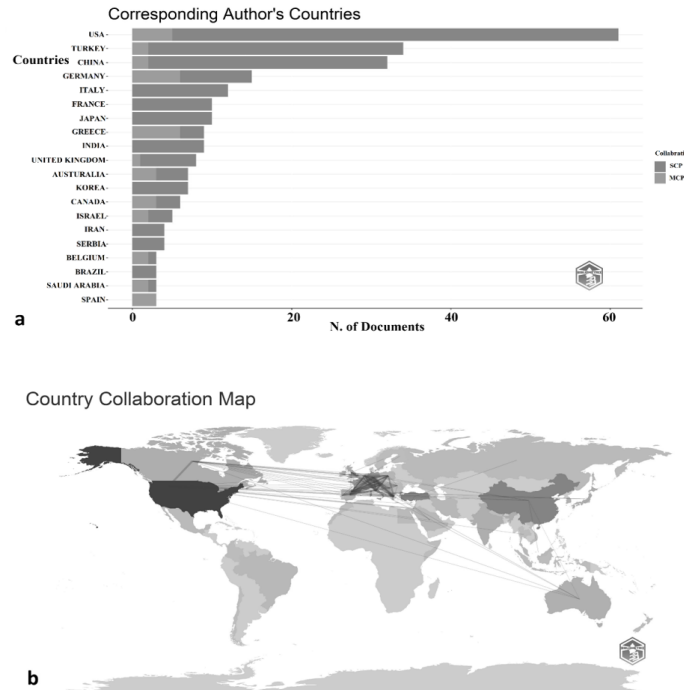 Corresponding Author's Countries
Countries
USA
TURKEY
CHINA
GERMANY
ITALY
FRANCE
JAPAN
GREECE
INDIA
UNITED KINGDOM
AUSTURALIA
KOREA
CANADA
ISRAEL
IRAN
SERBIA
BELGIUM
BRAZIL
SAUDI ARABIA
SPAIN
Collabrati
SCP
MCP
0 20 40 60
N. of Documents
a
Country Collaboration Map
b